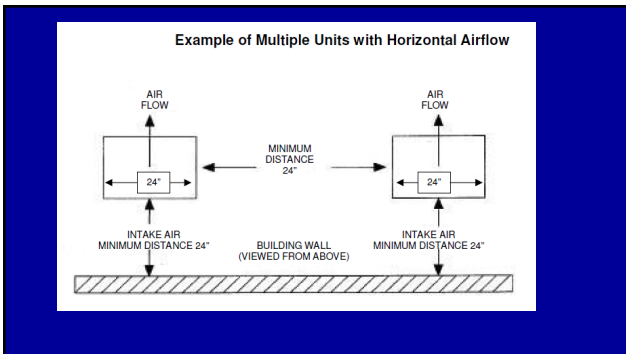 Example of Multiple Units with Horizontal Airflow
AIR
FLOW
AIR
FLOW
MINIMUM
DISTANCE
24"
24"
24"
INTAKE AIR
MINIMUM DISTANCE 24"
BUILDING WALL
(VIEWED FROM ABOVE)
INTAKE AIR
MINIMUM DISTANCE 24"